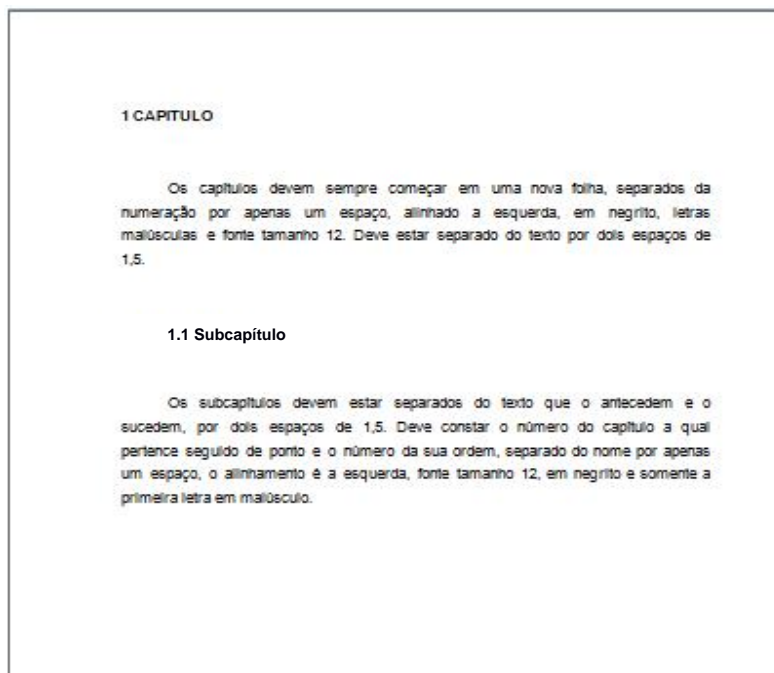 1 CAPITULO
Os capítulos devem sempre começar em uma nova folha, separados da
numeração por apenas um espaço, alinhado a esquerda, em negrito, letras
maiúsculas e fonte tamanho 12. Deve estar separado do texto por dois espaços de
1,5.
1.1 Subcapítulo
Os subcapítulos devem estar separados do texto que o antecedem e o
sucedem, por dois espaços de 1,5. Deve constar o número do capítulo a qual
pertence seguido de ponto e o número da sua ordem, separado do nome por apenas
um espaço, o alinhamento é a esquerda, fonte tamanho 12, em negrito e somente a
primeira letra em maiúsculo.